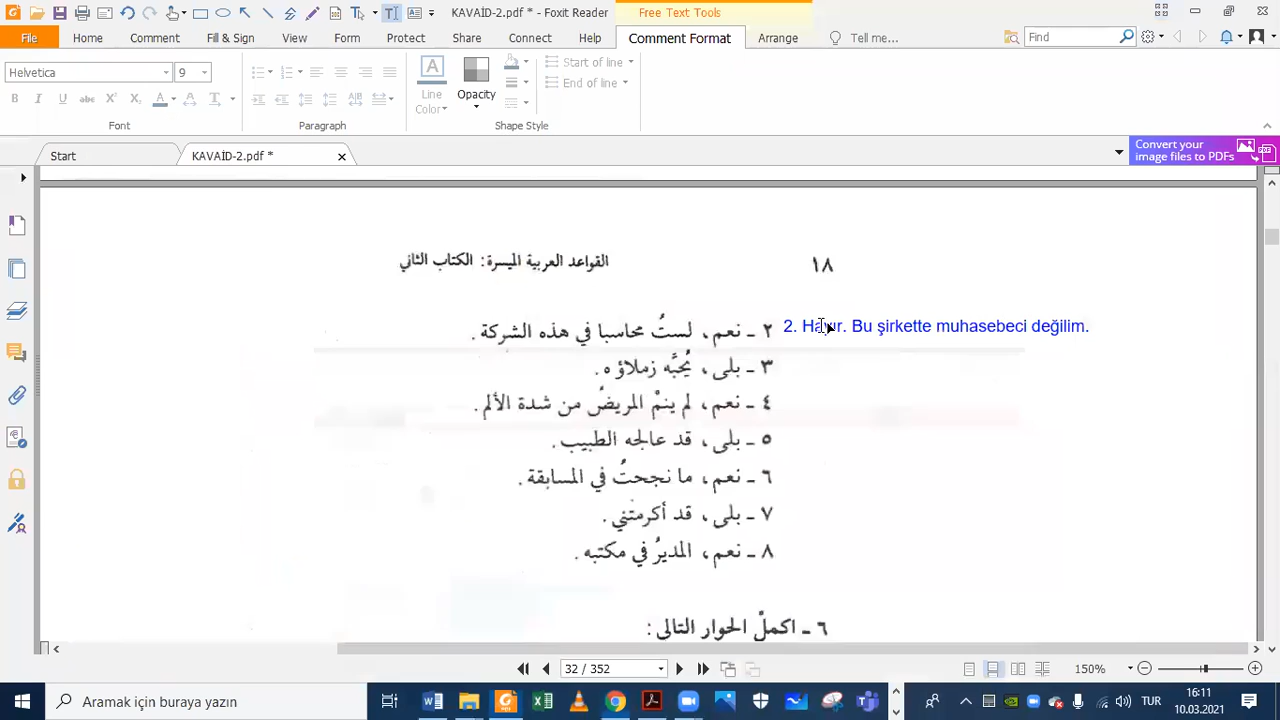 KAVAİD-2.pdf * - Foxit Reader
Free Text Tools
File Home Comment Fill & Sign View Form Protect Share Connect Help Comment Format Arrange Tell me... Find
Helvetica 9
Line Color
Opacity
Start of line
End of line
Font Paragraph Shape Style
Start KAVAİD-2.pdf *
Convert your image files to PDFs
١٨ القواعد العربية الميسرة: الكتاب الثاني
٢ ـ نعم، لستُ محاسبا في هذه الشركة.
2. Hayır. Bu şirkette muhasebeci değilim.
٣ ـ بلى، يُحبَّه زملاؤه.
٤ ـ نعم، لم ينمْ المريضُ من شدة الألم.
٥ ـ بلى، قد عالجه الطبيب.
٦ ـ نعم، ما نجحتُ في المسابقة.
٧ ـ بلى، قد أكرمتني.
٨ ـ نعم، المديرُ في مكتبه.
٦ ـ اكملّ الحوار التالى:
32 / 352
150%
Aramak için buraya yazın
TUR
16:11
10.03.2021